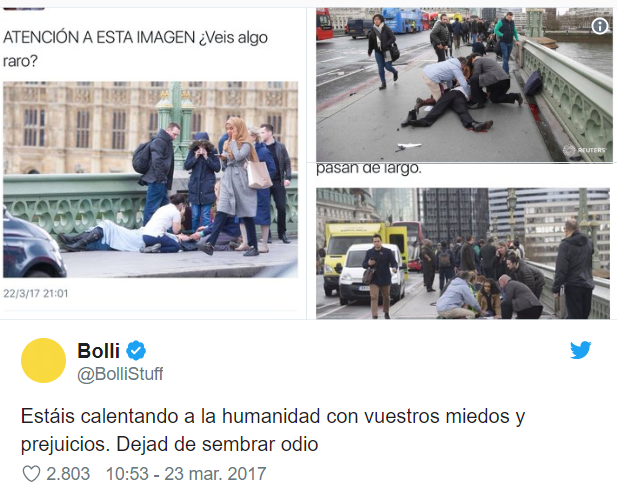 ATENCIÓN A ESTA IMAGEN ¿Veis algo
raro?
22/3/17 21:01
REUTERS
pasan de largo.
Bolli
@BolliStuff
Estáis calentando a la humanidad con vuestros miedos y
prejuicios. Dejad de sembrar odio
2.803 10:53 - 23 mar. 2017